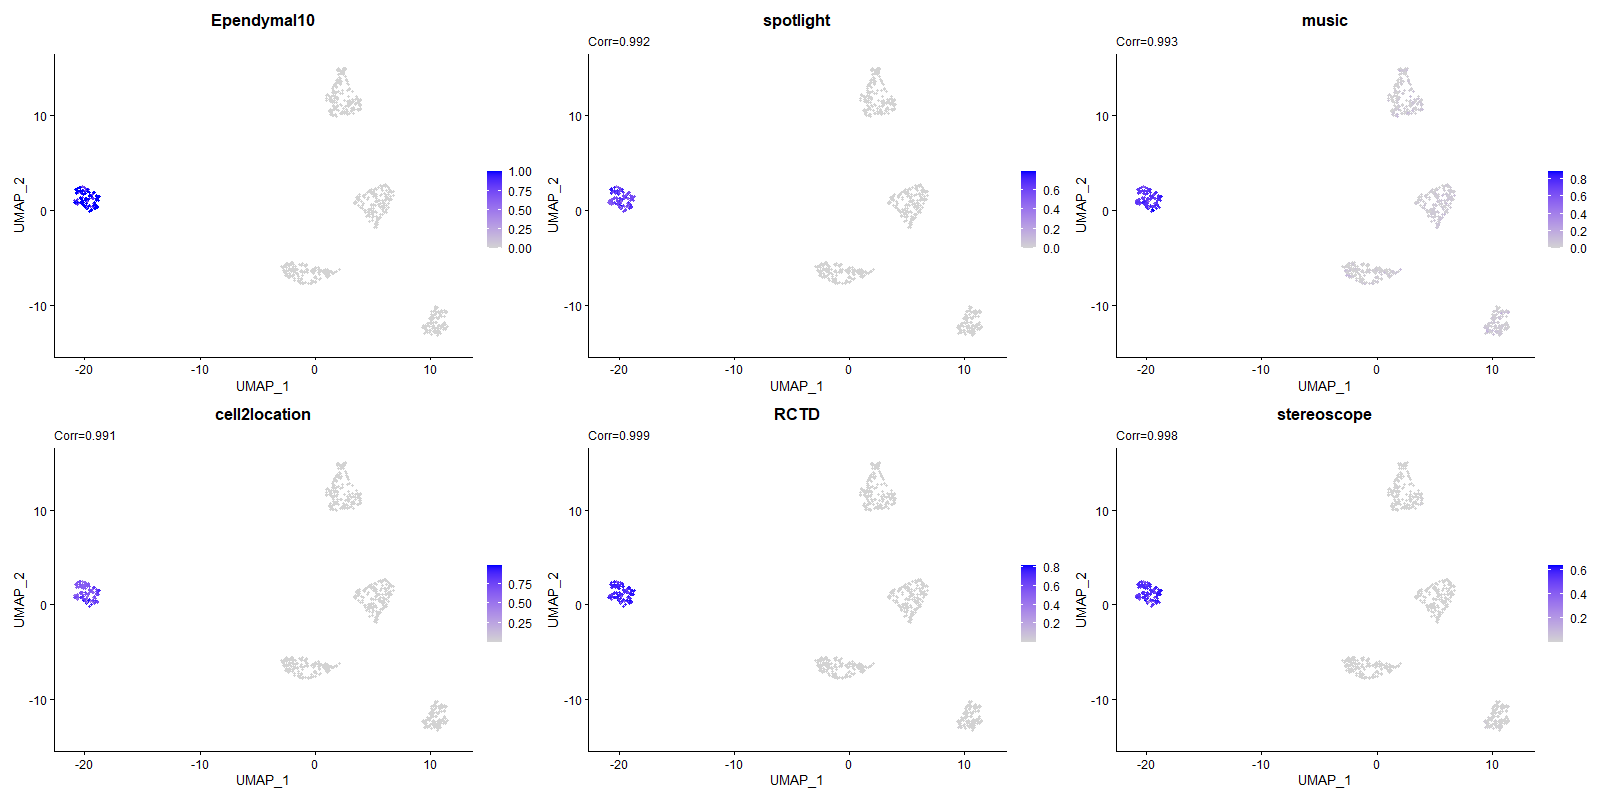 Ependymal10
UMAP_2
10
0
-10
1.00
0.75
0.50
0.25
0.00
-20
-10
0
10
UMAP_1
spotlight
Corr=0.992
UMAP_2
10
0
-10
0.6
0.4
0.2
0.0
-20
-10
0
10
UMAP_1
music
Corr=0.993
UMAP_2
10
0
-10
0.8
0.6
0.4
0.2
0.0
-20
-10
0
10
UMAP_1
cell2location
Corr=0.991
UMAP_2
10
0
-10
0.75
0.50
0.25
-20
-10
0
10
UMAP_1
RCTD
Corr=0.999
UMAP_2
10
0
-10
0.8
0.6
0.4
0.2
-20
-10
0
10
UMAP_1
stereoscope
Corr=0.998
UMAP_2
10
0
-10
0.6
0.4
0.2
-20
-10
0
10
UMAP_1